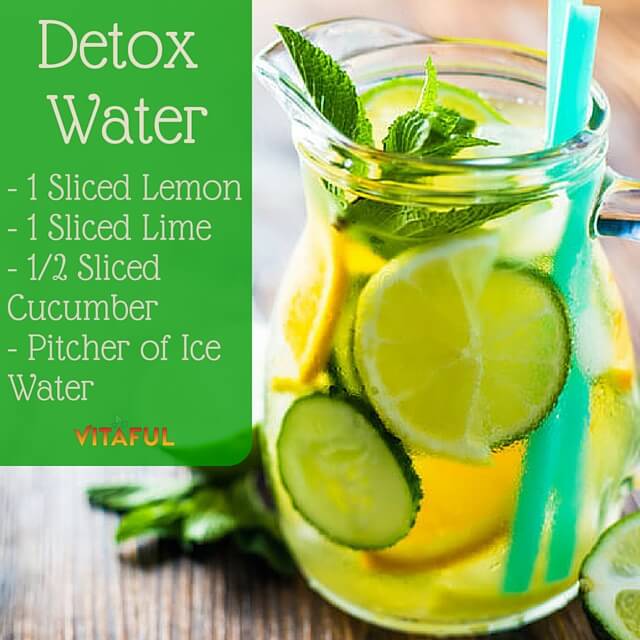 Detox
Water
- 1 Sliced Lemon
- 1 Sliced Lime
- 1/2 Sliced
Cucumber
- Pitcher of Ice
Water
VITAFUL